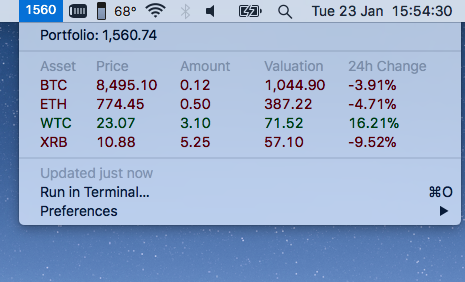 1560 68° Tue 23 Jan 15:54:30
Portfolio: 1,560.74
Asset Price Amount Valuation 24h Change
BTC 8,495.10 0.12 1,044.90 -3.91%
ETH 774.45 0.50 387.22 -4.71%
WTC 23.07 3.10 71.52 16.21%
XRB 10.88 5.25 57.10 -9.52%
Updated just now
Run in Terminal... ⌘O
Preferences